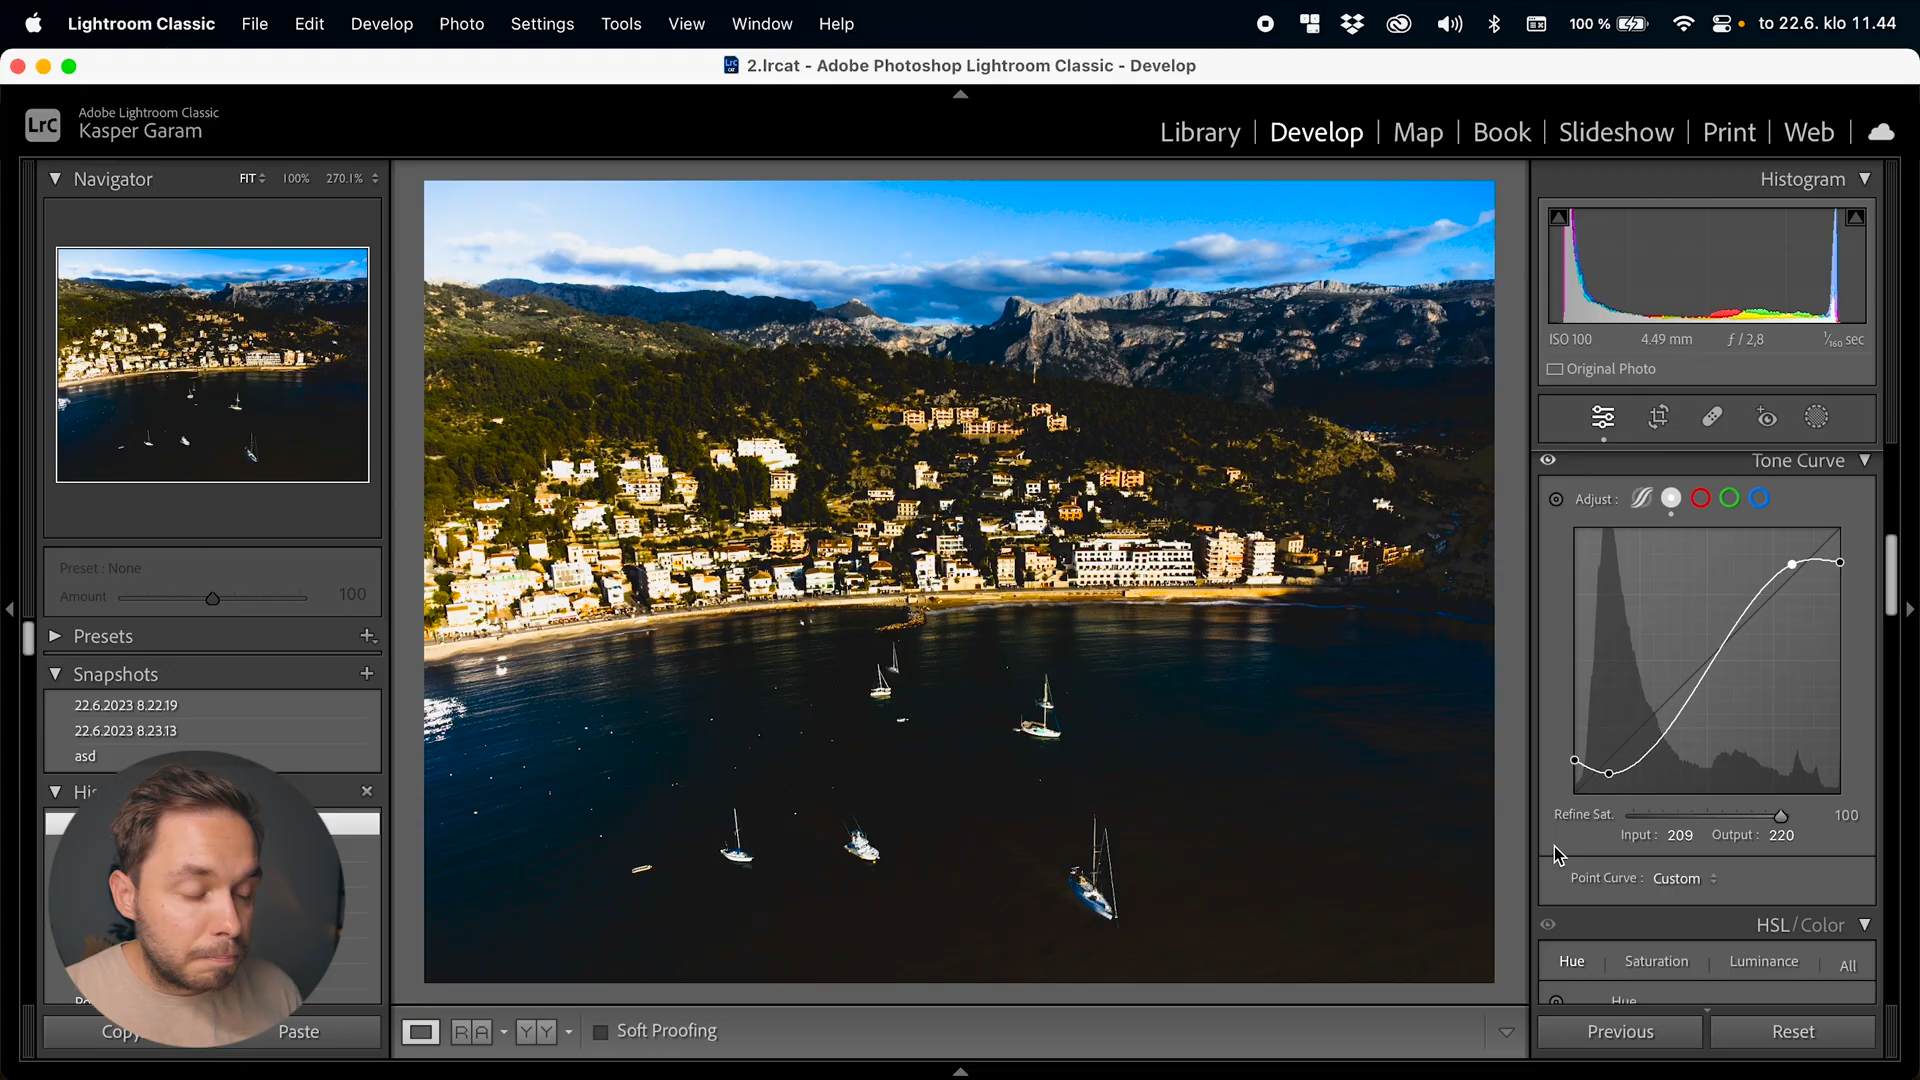 Lightroom Classic File Edit Develop Photo Settings Tools View Window Help 100 % to 22.6. klo 11.44
2.lrcat - Adobe Photoshop Lightroom Classic - Develop
LrC Adobe Lightroom Classic
Kasper Garam
Library | Develop | Map | Book | Slideshow | Print | Web
Navigator FIT 100% 270.1%
Histogram
ISO 100 4.49 mm ƒ / 2,8 1/160 sec
Original Photo
Tone Curve
Adjust :
Preset : None
Amount 100
Presets
Snapshots
22.6.2023 8.22.19
22.6.2023 8.23.13
asd
Refine Sat. 100
Input : 209 Output : 220
Point Curve : Custom
HSL / Color
Hue Saturation Luminance All
Hue
Paste
R A Y Y Soft Proofing
Previous Reset